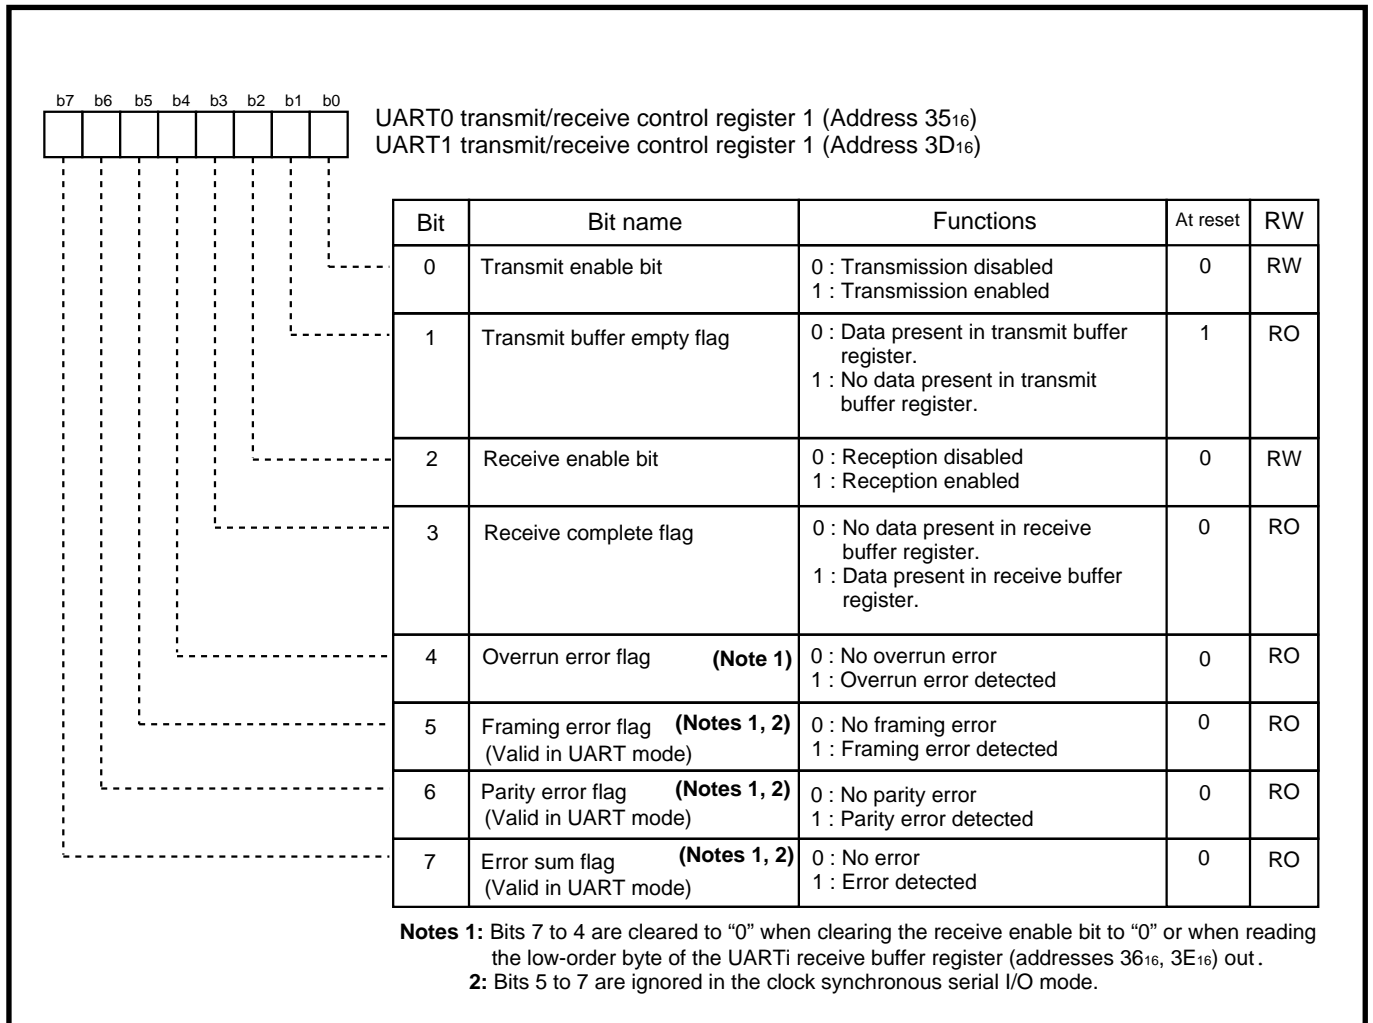 b7 b6 b5 b4 b3 b2 b1 b0
UART0 transmit/receive control register 1 (Address 35₁₆)
UART1 transmit/receive control register 1 (Address 3D₁₆)
Bit Bit name Functions At reset RW
0 Transmit enable bit 0 : Transmission disabled 0 RW
1 : Transmission enabled
1 Transmit buffer empty flag 0 : Data present in transmit buffer 1 RO
register.
1 : No data present in transmit
buffer register.
2 Receive enable bit 0 : Reception disabled 0 RW
1 : Reception enabled
3 Receive complete flag 0 : No data present in receive 0 RO
buffer register.
1 : Data present in receive buffer
register.
4 Overrun error flag (Note 1) 0 : No overrun error 0 RO
1 : Overrun error detected
5 Framing error flag (Notes 1, 2) 0 : No framing error 0 RO
(Valid in UART mode) 1 : Framing error detected
6 Parity error flag (Notes 1, 2) 0 : No parity error 0 RO
(Valid in UART mode) 1 : Parity error detected
7 Error sum flag (Notes 1, 2) 0 : No error 0 RO
(Valid in UART mode) 1 : Error detected
Notes 1: Bits 7 to 4 are cleared to “0” when clearing the receive enable bit to “0” or when reading
the low-order byte of the UARTi receive buffer register (addresses 36₁₆, 3E₁₆) out.
2: Bits 5 to 7 are ignored in the clock synchronous serial I/O mode.